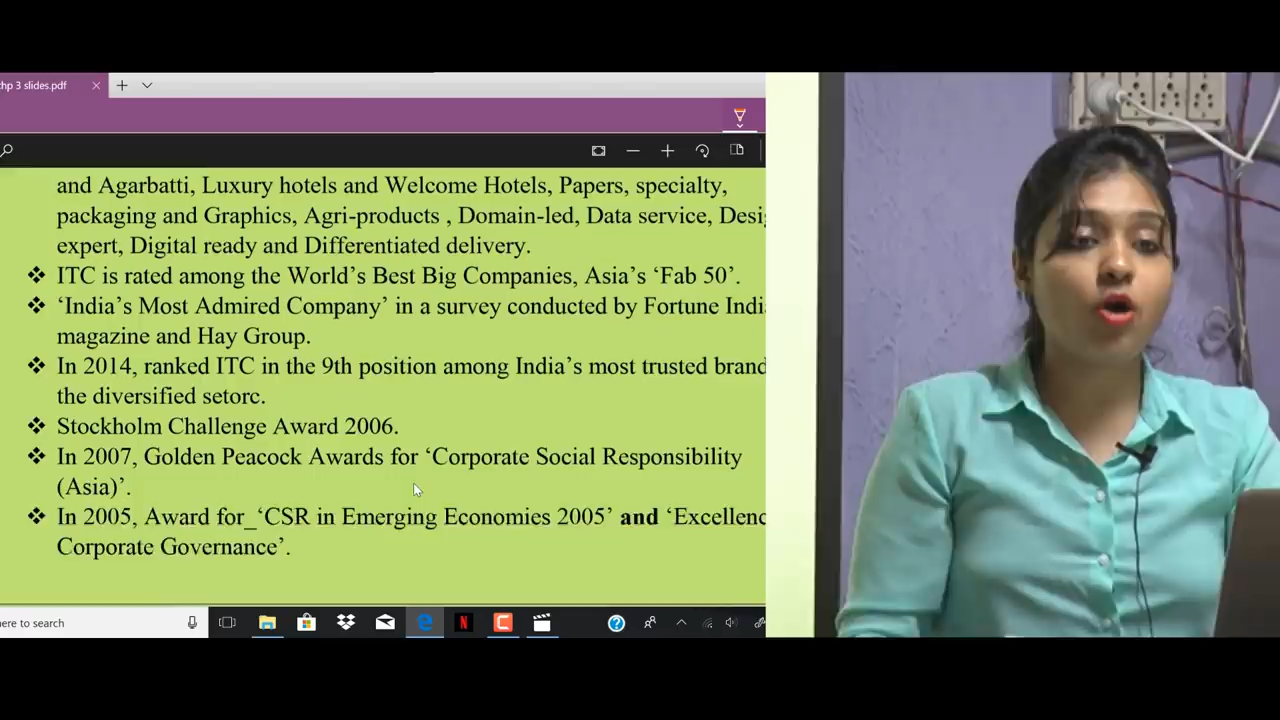 chp 3 slides.pdf
and Agarbatti, Luxury hotels and Welcome Hotels, Papers, specialty,
packaging and Graphics, Agri-products , Domain-led, Data service, Desi
expert, Digital ready and Differentiated delivery.
❖ ITC is rated among the World's Best Big Companies, Asia's 'Fab 50'.
❖ 'India's Most Admired Company' in a survey conducted by Fortune Indi
magazine and Hay Group.
❖ In 2014, ranked ITC in the 9th position among India's most trusted brand
the diversified setorc.
❖ Stockholm Challenge Award 2006.
❖ In 2007, Golden Peacock Awards for 'Corporate Social Responsibility
(Asia)'.
❖ In 2005, Award for_'CSR in Emerging Economies 2005' and 'Excellenc
Corporate Governance'.
ere to search